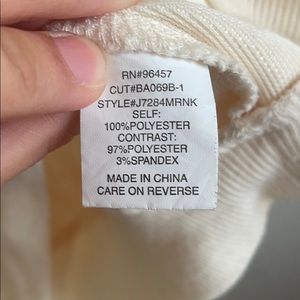 RN#96457
CUT#BA069B-1
STYLE#J7284MRNK
SELF:
100%POLYESTER
CONTRAST:
97%POLYESTER
3%SPANDEX
MADE IN CHINA
CARE ON REVERSE